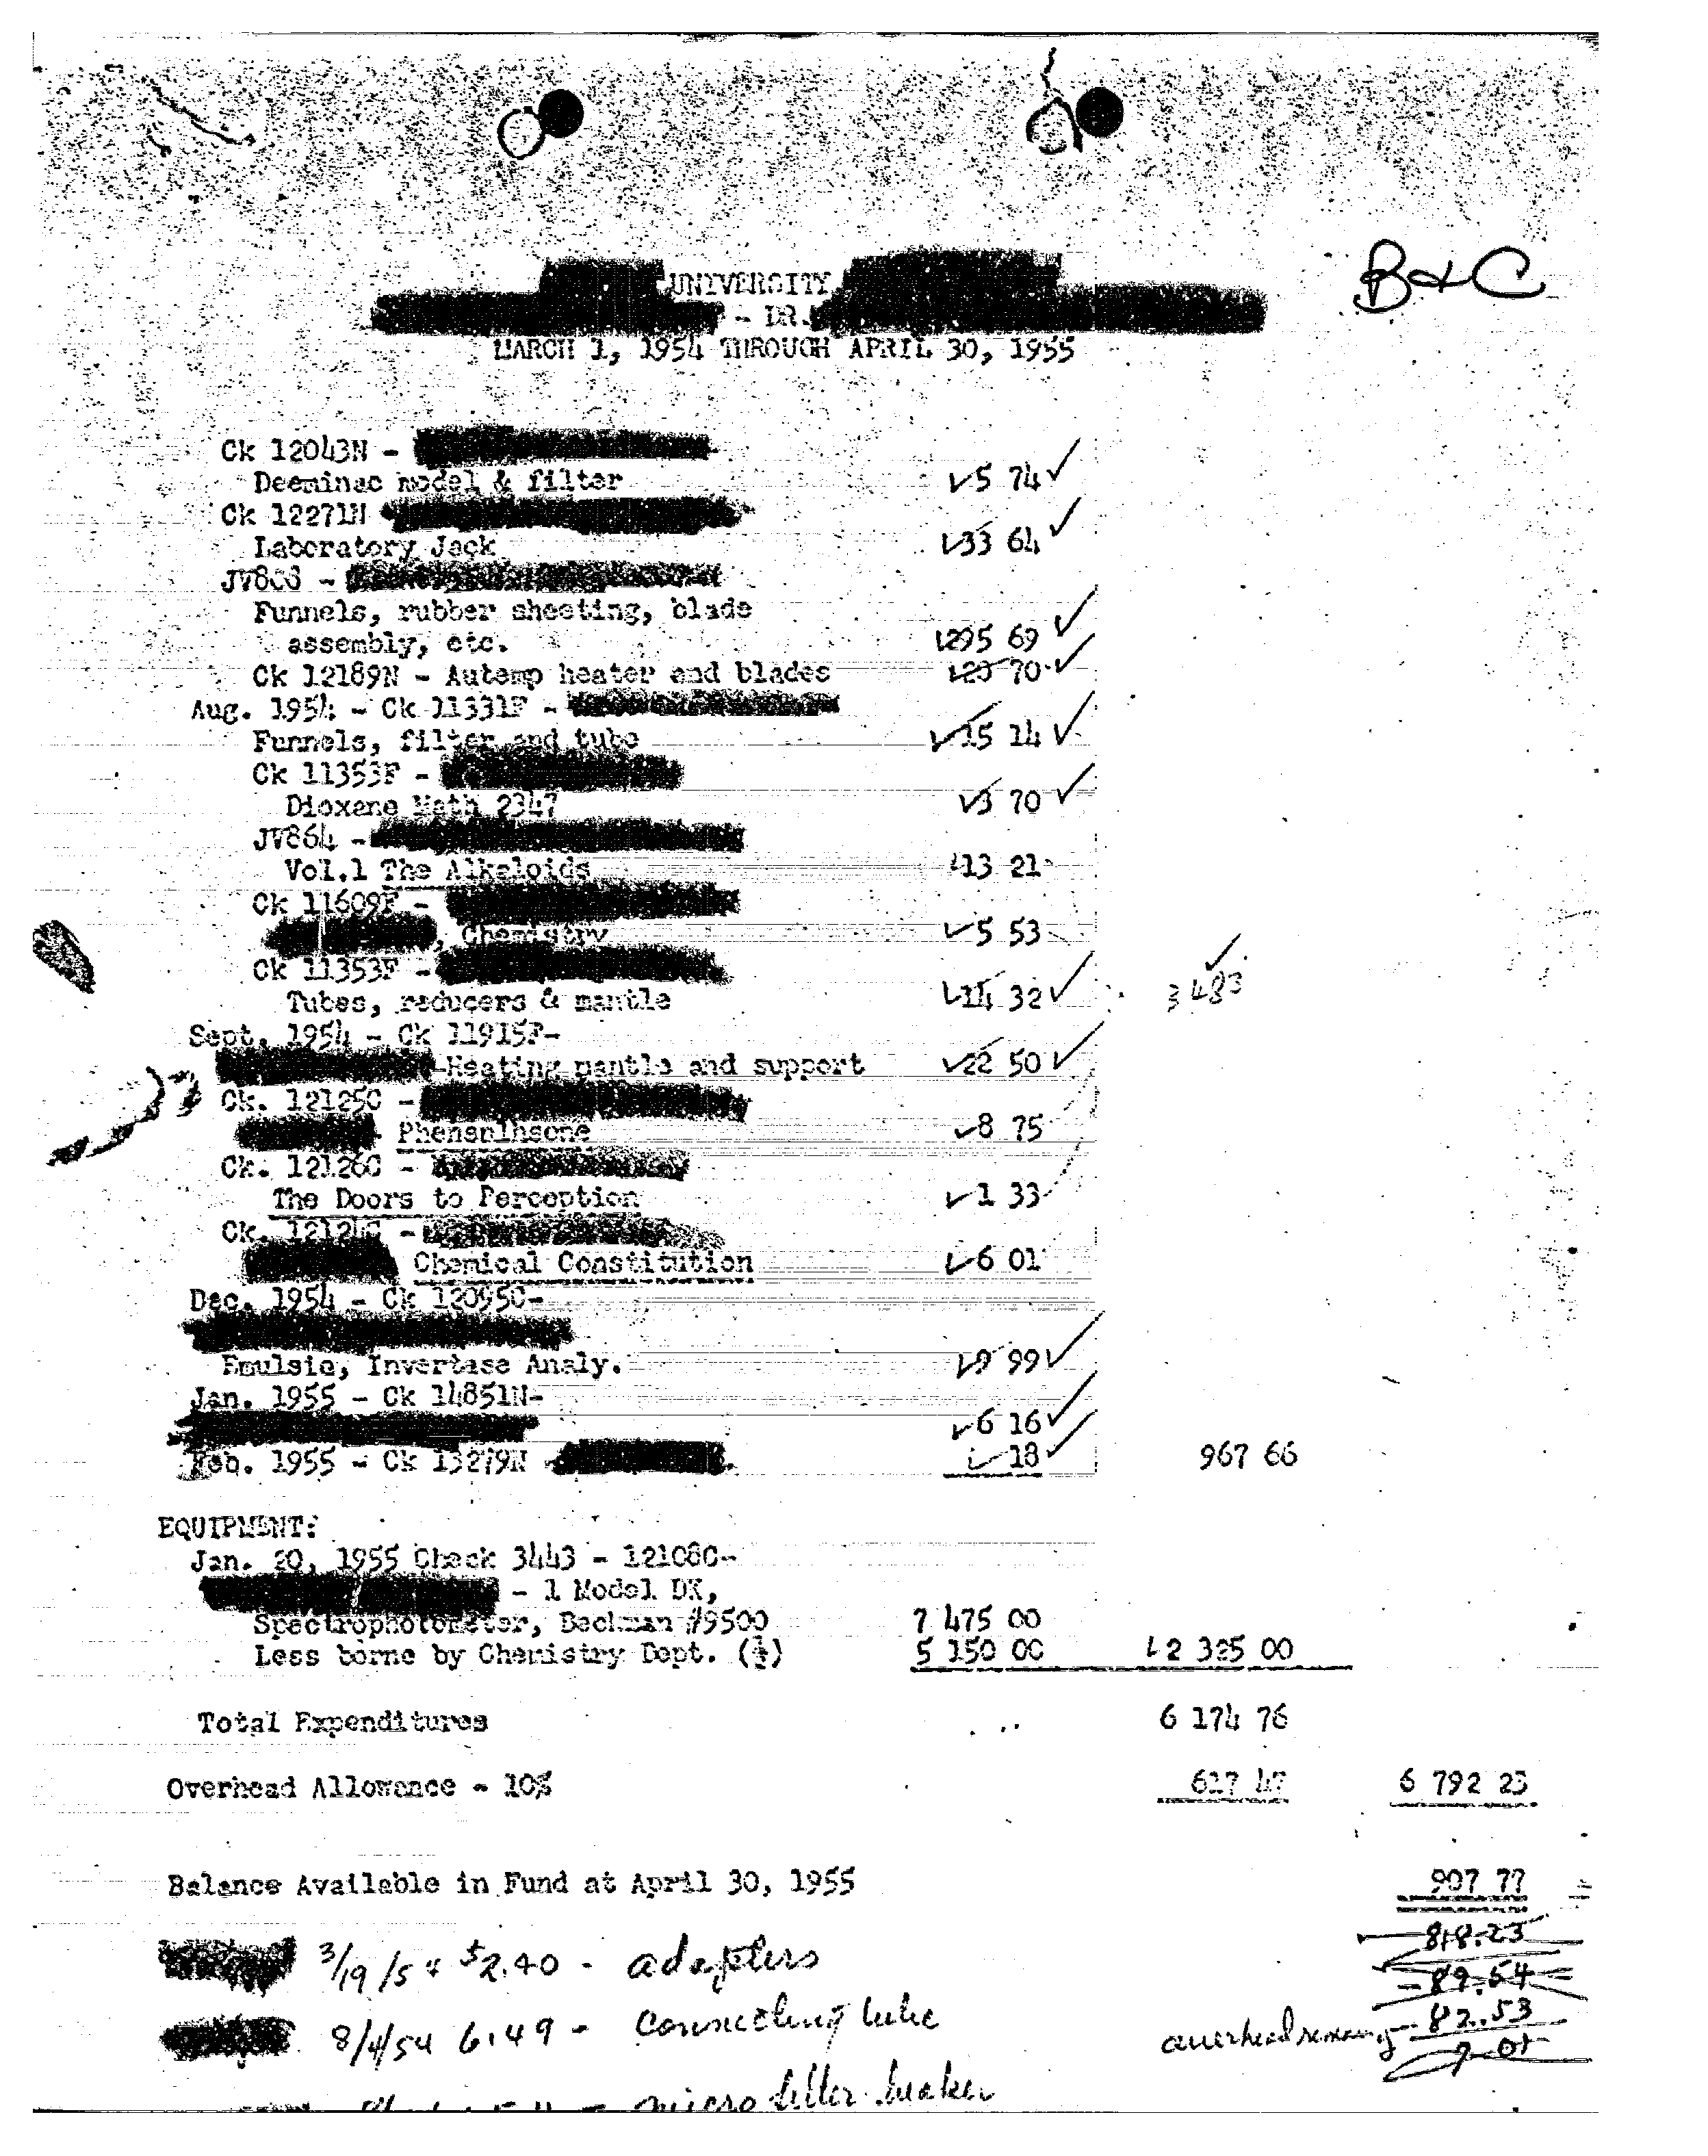 B & C
UNIVERSITY
- DR.
MARCH 1, 1954 THROUGH APRIL 30, 1955
Ck 12043N -
Deeminac model & filter 5 74
Ck 12271N
Laboratory Jack 33 64
-
Funnels, rubber sheeting, blade
assembly, etc. 295 69
Ck 12189N - Autemp heater and blades 20 70
Aug. 1954 - Ck 11331F -
Funnels, filter and tube 15 14
Ck 11353F -
Dioxane Math 2347 3 70
JV864 -
Vol.1 The Alkaloids 13 21
Ck 11609F -
, Chemistry 5 53
Ck 11353F -
Tubes, reducers & mantle 14 32 3 483
Sept. 1954 - Ck 11915F-
-Heating mantle and support 22 50
Ck. 12125C -
8 75
Ck. 12126C -
The Doors to Perception 1 33
Ck. -
Chemical Constitution 6 01
Dec. 1954 - Ck 12095C-
Emulsie, Invertase Analy. 9 99
Jan. 1955 - Ck 14851N-
6 16
Feb. 1955 - Ck 13279N - 18 967 66
EQUIPMENT:
Jan. 20, 1955 Check 3443 - 12108C-
- 1 Model DK,
Spectrophotometer, Beckman #9500 7 475 00
Less borne by Chemistry Dept. (½) 5 150 00 2 325 00
Total Expenditures 6 174 76
Overhead Allowance - 10% 617 47 6 792 23
Balance Available in Fund at April 30, 1955 907 77
818.23
3/19/54 $2.40 - adapters
- 89.54
8/4/54 6.49 - connecting tube
82.53
overhead
7.01
- micro filter beaker